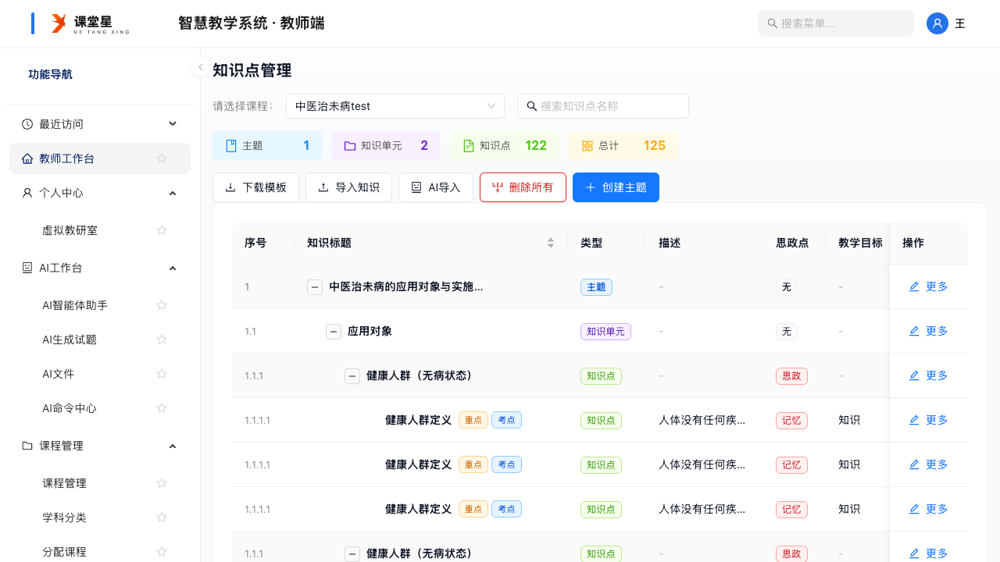 课堂星
KE TANG XING
智慧教学系统 · 教师端
搜索菜单...
王
功能导航
最近访问
教师工作台
个人中心
虚拟教研室
AI工作台
AI智能体助手
AI生成试题
AI文件
AI命令中心
课程管理
课程管理
学科分类
分配课程
知识点管理
请选择课程:
中医治未病test
搜索知识点名称
主题 1
知识单元 2
知识点 122
总计 125
下载模板
导入知识
AI导入
删除所有
创建主题
序号 知识标题 类型 描述 思政点 教学目标 操作
1 中医治未病的应用对象与实施... 主题 - 无 - 更多
1.1 应用对象 知识单元 - 无 - 更多
1.1.1 健康人群（无病状态） 知识点 - 思政 - 更多
1.1.1.1 健康人群定义 重点 考点 知识点 人体没有任何疾... 记忆 知识 更多
1.1.1.1 健康人群定义 重点 考点 知识点 人体没有任何疾... 记忆 知识 更多
1.1.1.1 健康人群定义 重点 考点 知识点 人体没有任何疾... 记忆 知识 更多
1.1.1 健康人群（无病状态） 知识点 - 思政 - 更多